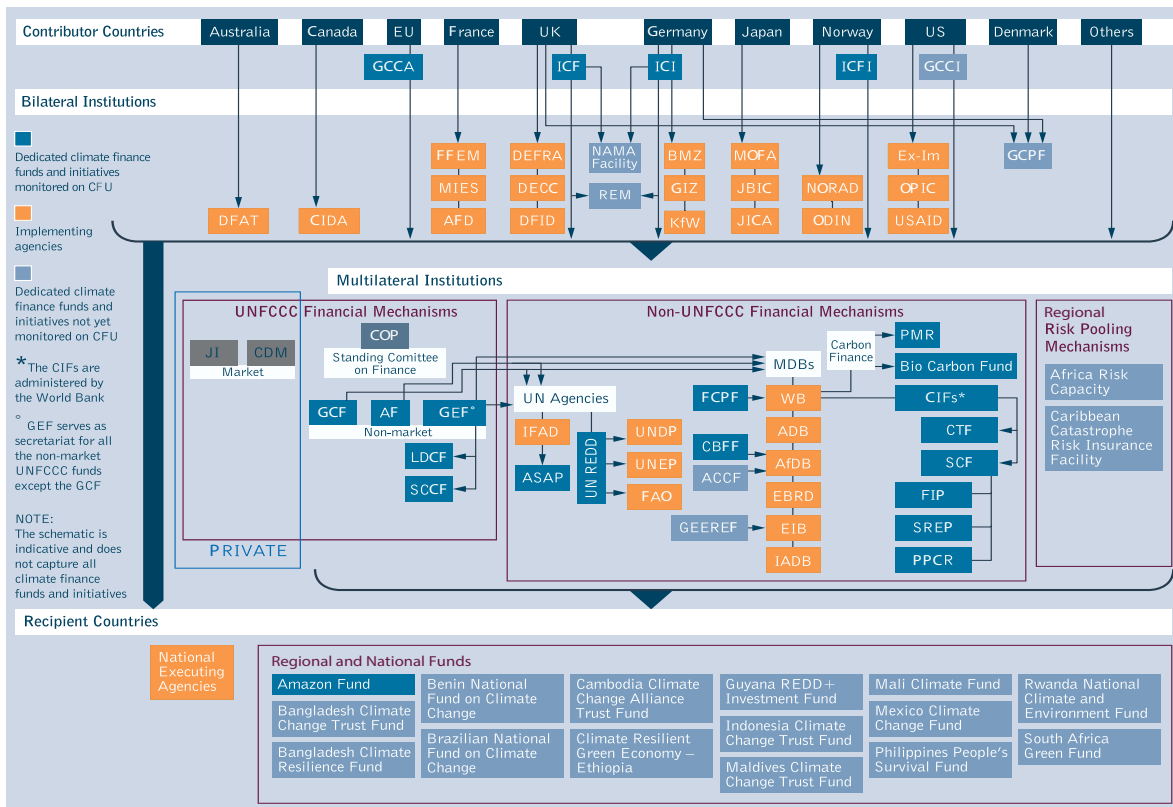 Contributor Countries
Australia
Canada
EU
France
UK
Germany
Japan
Norway
US
Denmark
Others
GCCA
ICF
ICI
ICFI
GCCI
Bilateral Institutions
Dedicated climate finance
funds and initiatives
monitored on CFU
Implementing
agencies
Dedicated climate
finance funds and
initiatives not yet
monitored on CFU
*The CIFs are
administered by
the World Bank
° GEF serves as
secretariat for all
the non-market
UNFCCC funds
except the GCF
NOTE:
The schematic is
indicative and does
not capture all
climate finance
funds and initiatives
DFAT
CIDA
FFEM
MIES
AFD
DEFRA
DECC
DFID
NAMA
Facility
REM
BMZ
GIZ
KfW
MOFA
JBIC
JICA
NORAD
ODIN
Ex-Im
OPIC
USAID
GCPF
Multilateral Institutions
UNFCCC Financial Mechanisms
COP
Standing Comittee
on Finance
JI
CDM
Market
GCF
AF
GEF°
Non-market
LDCF
SCCF
PRIVATE
Non-UNFCCC Financial Mechanisms
UN Agencies
IFAD
ASAP
UN REDD
UNDP
UNEP
FAO
MDBs
Carbon
Finance
PMR
Bio Carbon Fund
FCPF
WB
CIFs*
ADB
CTF
CBFF
AfDB
SCF
ACCF
EBRD
FIP
GEEREF
EIB
SREP
IADB
PPCR
Regional
Risk Pooling
Mechanisms
Africa Risk
Capacity
Caribbean
Catastrophe
Risk Insurance
Facility
Recipient Countries
National
Executing
Agencies
Regional and National Funds
Amazon Fund
Bangladesh Climate
Change Trust Fund
Bangladesh Climate
Resilience Fund
Benin National
Fund on Climate
Change
Brazilian National
Fund on Climate
Change
Cambodia Climate
Change Alliance
Trust Fund
Climate Resilient
Green Economy –
Ethiopia
Guyana REDD+
Investment Fund
Indonesia Climate
Change Trust Fund
Maldives Climate
Change Trust Fund
Mali Climate Fund
Mexico Climate
Change Fund
Philippines People's
Survival Fund
Rwanda National
Climate and
Environment Fund
South Africa
Green Fund